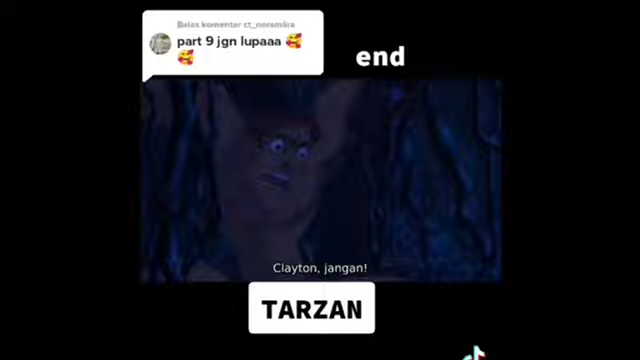 Balas komentar ct_noramira
part 9 jgn lupaaa 🥰
🥰
end
Clayton, jangan!
TARZAN